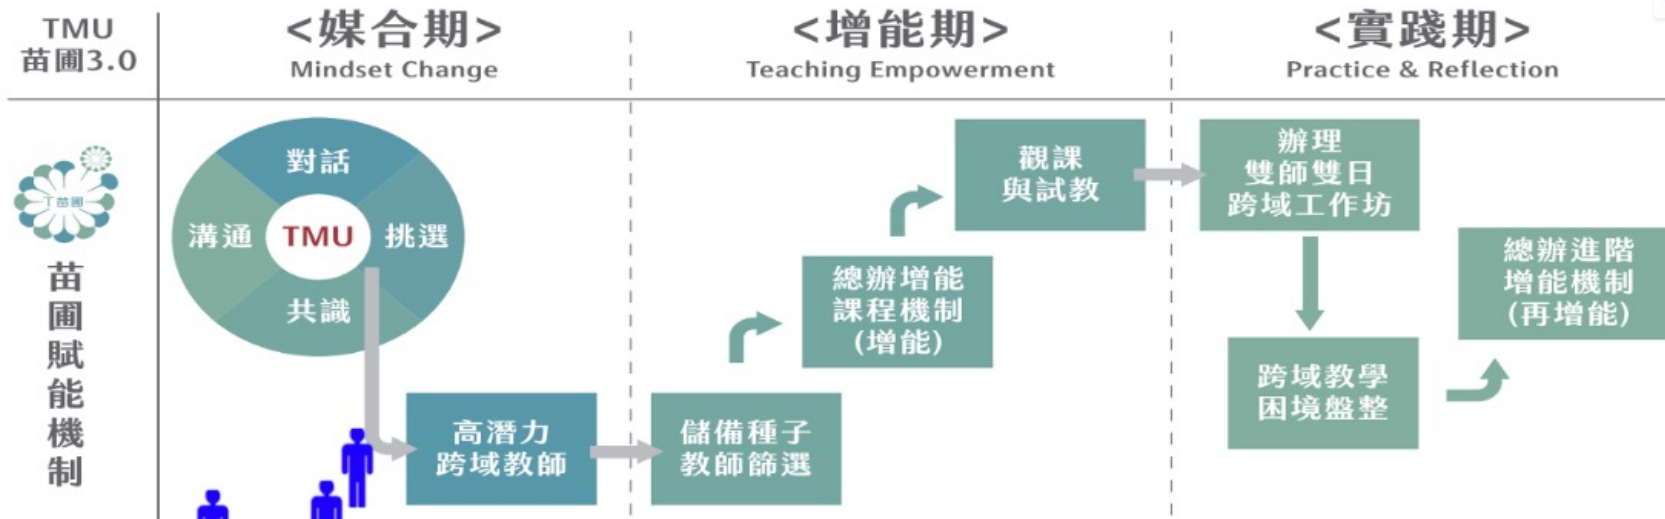 TMU
苗圃3.0
<媒合期>
Mindset Change
<增能期>
Teaching Empowerment
<實踐期>
Practice & Reflection
丁苗圃
苗圃賦能機制
對話
溝通
TMU
挑選
共識
高潛力
跨域教師
儲備種子
教師篩選
總辦增能
課程機制
(增能)
觀課
與試教
辦理
雙師雙日
跨域工作坊
跨域教學
困境盤整
總辦進階
增能機制
(再增能)